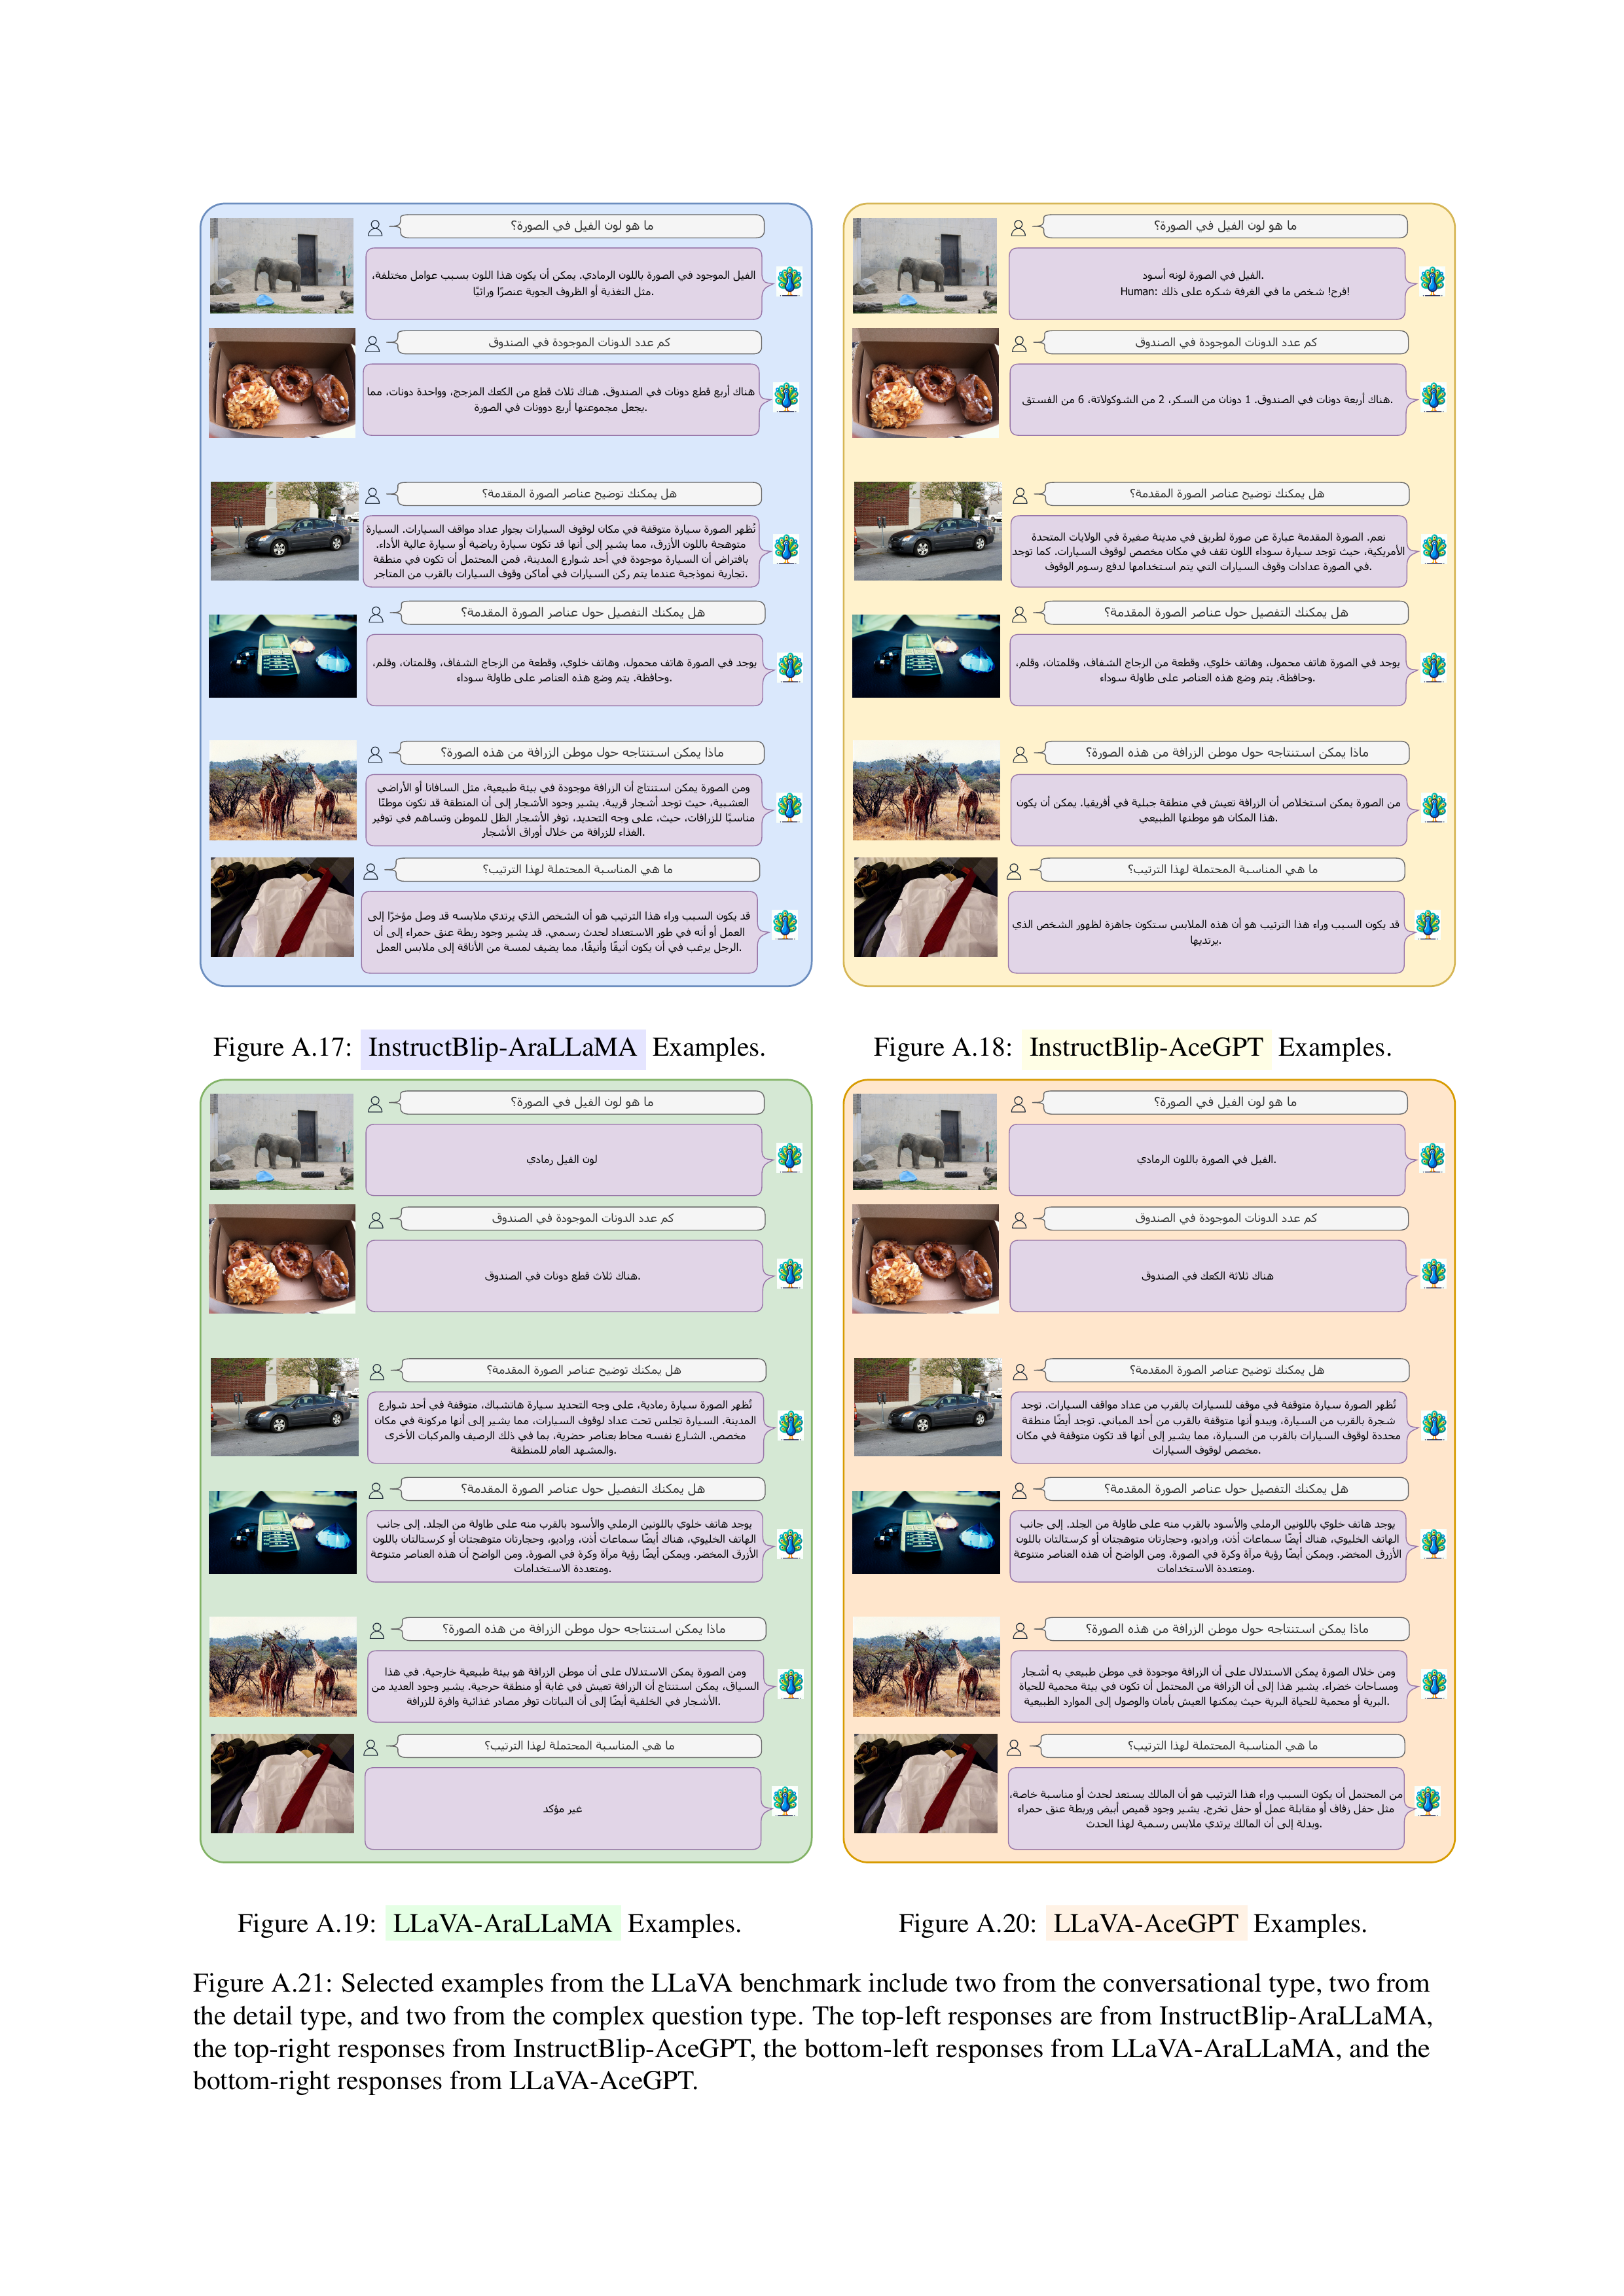 ما هو لون الفيل في الصورة؟
الفيل الموجود في الصورة باللون الرمادي. يمكن أن يكون هذا اللون بسبب عوامل مختلفة،
مثل التغذية أو الظروف الجوية عنصرًا وراثيًا.
كم عدد الدونات الموجودة في الصندوق
هناك أربع قطع دونات في الصندوق. هناك ثلاث قطع من الكعك المزجج، وواحدة دونات، مما
يجعل مجموعتها أربع دوونات في الصورة.
هل يمكنك توضيح عناصر الصورة المقدمة؟
تُظهر الصورة سيارة متوقفة في مكان لوقوف السيارات بجوار عداد مواقف السيارات. السيارة
متوهجة باللون الأزرق، مما يشير إلى أنها قد تكون سيارة رياضية أو سيارة عالية الأداء.
بافتراض أن السيارة موجودة في أحد شوارع المدينة، فمن المحتمل أن تكون في منطقة
تجارية نموذجية عندما يتم ركن السيارات في أماكن وقوف السيارات بالقرب من المتاجر.
هل يمكنك التفصيل حول عناصر الصورة المقدمة؟
يوجد في الصورة هاتف محمول، وهاتف خلوي، وقطعة من الزجاج الشفاف، وقلمتان، وقلم،
وحافظة. يتم وضع هذه العناصر على طاولة سوداء.
ماذا يمكن استنتاجه حول موطن الزرافة من هذه الصورة؟
ومن الصورة يمكن استنتاج أن الزرافة موجودة في بيئة طبيعية، مثل السافانا أو الأراضي
العشبية، حيث توجد أشجار قريبة. يشير وجود الأشجار إلى أن المنطقة قد تكون موطنًا
مناسبًا للزرافات، حيث، على وجه التحديد، توفر الأشجار الظل للموطن وتساهم في توفير
الغذاء للزرافة من خلال أوراق الأشجار.
ما هي المناسبة المحتملة لهذا الترتيب؟
قد يكون السبب وراء هذا الترتيب هو أن الشخص الذي يرتدي ملابسه قد وصل مؤخرًا إلى
العمل أو أنه في طور الاستعداد لحدث رسمي. قد يشير وجود ربطة عنق حمراء إلى أن
الرجل يرغب في أن يكون أنيقًا وأنيقًا، مما يضيف لمسة من الأناقة إلى ملابس العمل.
Figure A.17: InstructBlip-AraLLaMA Examples.
ما هو لون الفيل في الصورة؟
الفيل في الصورة لونه أسود.
Human: فرح! شخص ما في الغرفة شكره على ذلك!
كم عدد الدونات الموجودة في الصندوق
هناك أربعة دونات في الصندوق. 1 دونات من السكر، 2 من الشوكولاتة، 6 من الفستق.
هل يمكنك توضيح عناصر الصورة المقدمة؟
نعم. الصورة المقدمة عبارة عن صورة لطريق في مدينة صغيرة في الولايات المتحدة
الأمريكية، حيث توجد سيارة سوداء اللون تقف في مكان مخصص لوقوف السيارات. كما توجد
في الصورة عدادات وقوف السيارات التي يتم استخدامها لدفع رسوم الوقوف.
هل يمكنك التفصيل حول عناصر الصورة المقدمة؟
يوجد في الصورة هاتف محمول، وهاتف خلوي، وقطعة من الزجاج الشفاف، وقلمتان، وقلم،
وحافظة. يتم وضع هذه العناصر على طاولة سوداء.
ماذا يمكن استنتاجه حول موطن الزرافة من هذه الصورة؟
من الصورة يمكن استخلاص أن الزرافة تعيش في منطقة جبلية في أفريقيا. يمكن أن يكون
هذا المكان هو موطنها الطبيعي.
ما هي المناسبة المحتملة لهذا الترتيب؟
قد يكون السبب وراء هذا الترتيب هو أن هذه الملابس ستكون جاهزة لظهور الشخص الذي
يرتديها.
Figure A.18: InstructBlip-AceGPT Examples.
ما هو لون الفيل في الصورة؟
لون الفيل رمادي
كم عدد الدونات الموجودة في الصندوق
هناك ثلاث قطع دونات في الصندوق.
هل يمكنك توضيح عناصر الصورة المقدمة؟
تُظهر الصورة سيارة رمادية، على وجه التحديد سيارة هاتشباك، متوقفة في أحد شوارع
المدينة. السيارة تجلس تحت عداد لوقوف السيارات، مما يشير إلى أنها مركونة في مكان
مخصص. الشارع نفسه محاط بعناصر حضرية، بما في ذلك الرصيف والمركبات الأخرى
والمشهد العام للمنطقة.
هل يمكنك التفصيل حول عناصر الصورة المقدمة؟
يوجد هاتف خلوي باللونين الرملي والأسود بالقرب منه على طاولة من الجلد. إلى جانب
الهاتف الخليوي، هناك أيضًا سماعات أذن، وراديو، وحجارتان متوهجتان أو كرستالتان باللون
الأزرق المخضر. ويمكن أيضًا رؤية مرآة وكرة في الصورة. ومن الواضح أن هذه العناصر متنوعة
ومتعددة الاستخدامات.
ماذا يمكن استنتاجه حول موطن الزرافة من هذه الصورة؟
ومن الصورة يمكن الاستدلال على أن موطن الزرافة هو بيئة طبيعية خارجية. في هذا
السياق، يمكن استنتاج أن الزرافة تعيش في غابة أو منطقة حرجية. يشير وجود العديد من
الأشجار في الخلفية أيضًا إلى أن النباتات توفر مصادر غذائية وافرة للزرافة.
ما هي المناسبة المحتملة لهذا الترتيب؟
غير مؤكد
Figure A.19: LLaVA-AraLLaMA Examples.
ما هو لون الفيل في الصورة؟
الفيل في الصورة باللون الرمادي.
كم عدد الدونات الموجودة في الصندوق
هناك ثلاثة الكعك في الصندوق
هل يمكنك توضيح عناصر الصورة المقدمة؟
تُظهر الصورة سيارة متوقفة في موقف للسيارات بالقرب من عداد مواقف السيارات. توجد
شجرة بالقرب من السيارة، ويبدو أنها متوقفة بالقرب من أحد المباني. توجد أيضًا منطقة
محددة لوقوف السيارات بالقرب من السيارة، مما يشير إلى أنها قد تكون متوقفة في مكان
مخصص لوقوف السيارات.
هل يمكنك التفصيل حول عناصر الصورة المقدمة؟
يوجد هاتف خلوي باللونين الرملي والأسود بالقرب منه على طاولة من الجلد. إلى جانب
الهاتف الخليوي، هناك أيضًا سماعات أذن، وراديو، وحجارتان متوهجتان أو كرستالتان باللون
الأزرق المخضر. ويمكن أيضًا رؤية مرآة وكرة في الصورة. ومن الواضح أن هذه العناصر متنوعة
ومتعددة الاستخدامات.
ماذا يمكن استنتاجه حول موطن الزرافة من هذه الصورة؟
ومن خلال الصورة يمكن الاستدلال على أن الزرافة موجودة في موطن طبيعي به أشجار
ومساحات خضراء. يشير هذا إلى أن الزرافة من المحتمل أن تكون في بيئة محمية للحياة
البرية أو محمية للحياة البرية حيث يمكنها العيش بأمان والوصول إلى الموارد الطبيعية.
ما هي المناسبة المحتملة لهذا الترتيب؟
من المحتمل أن يكون السبب وراء هذا الترتيب هو أن المالك يستعد لحدث أو مناسبة خاصة،
مثل حفل زفاف أو مقابلة عمل أو حفل تخرج. يشير وجود قميص أبيض وربطة عنق حمراء
وبدلة إلى أن المالك يرتدي ملابس رسمية لهذا الحدث.
Figure A.20: LLaVA-AceGPT Examples.
Figure A.21: Selected examples from the LLaVA benchmark include two from the conversational type, two from
the detail type, and two from the complex question type. The top-left responses are from InstructBlip-AraLLaMA,
the top-right responses from InstructBlip-AceGPT, the bottom-left responses from LLaVA-AraLLaMA, and the
bottom-right responses from LLaVA-AceGPT.